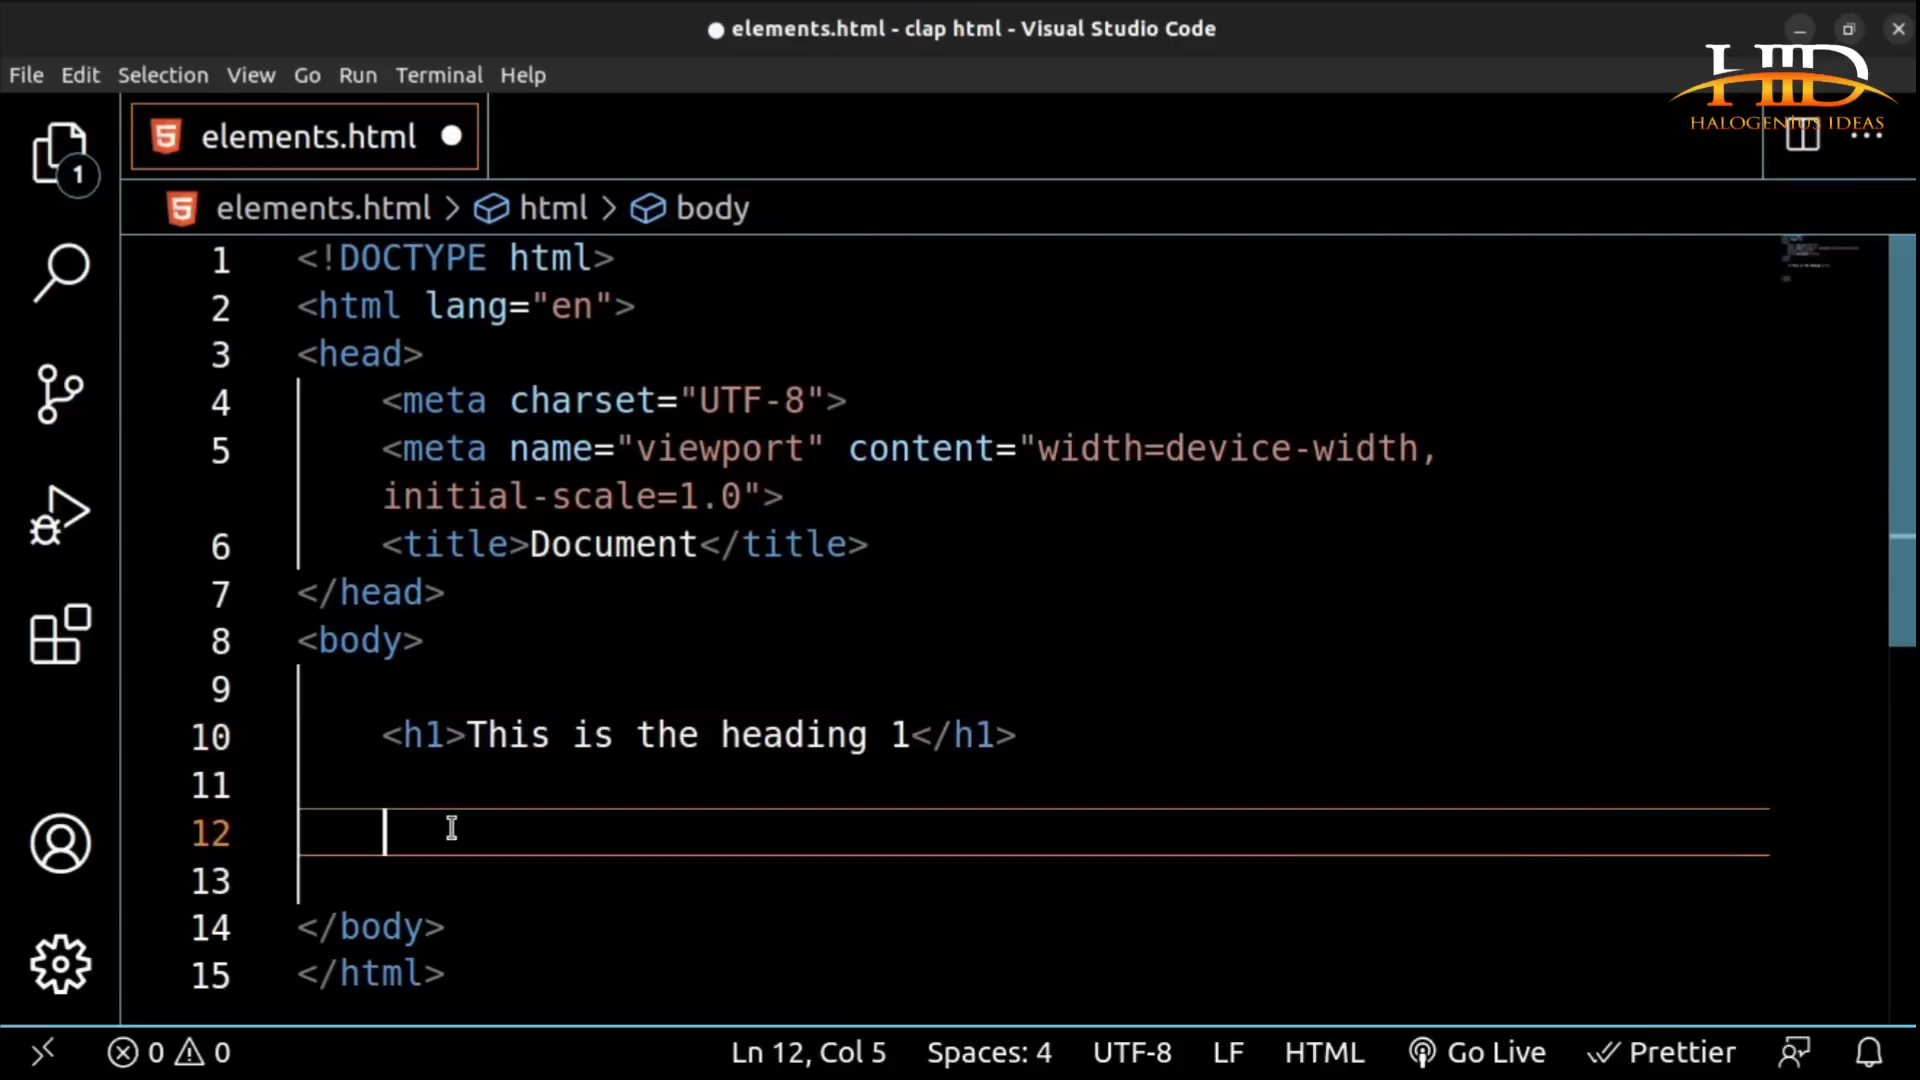 elements.html - clap html - Visual Studio Code
File Edit Selection View Go Run Terminal Help
HID
HALOGENIUS IDEAS
elements.html
1
elements.html > html > body
1 <!DOCTYPE html>
2 <html lang="en">
3 <head>
4 <meta charset="UTF-8">
5 <meta name="viewport" content="width=device-width,
initial-scale=1.0">
6 <title>Document</title>
7 </head>
8 <body>
9
10 <h1>This is the heading 1</h1>
11
12
13
14 </body>
15 </html>
0 0 Ln 12, Col 5 Spaces: 4 UTF-8 LF HTML Go Live Prettier